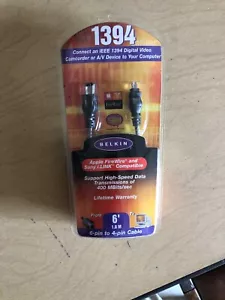 1394
Connect an IEEE 1394 Digital Video
Camcorder or A/V Device to Your Computer
BELKIN
Apple FireWire and
Sony i.LINK Compatible
Support High-Speed Data
Transmissions of
400 MBits/sec
Lifetime Warranty
6'
1.8 M
6-pin to 4-pin Cable